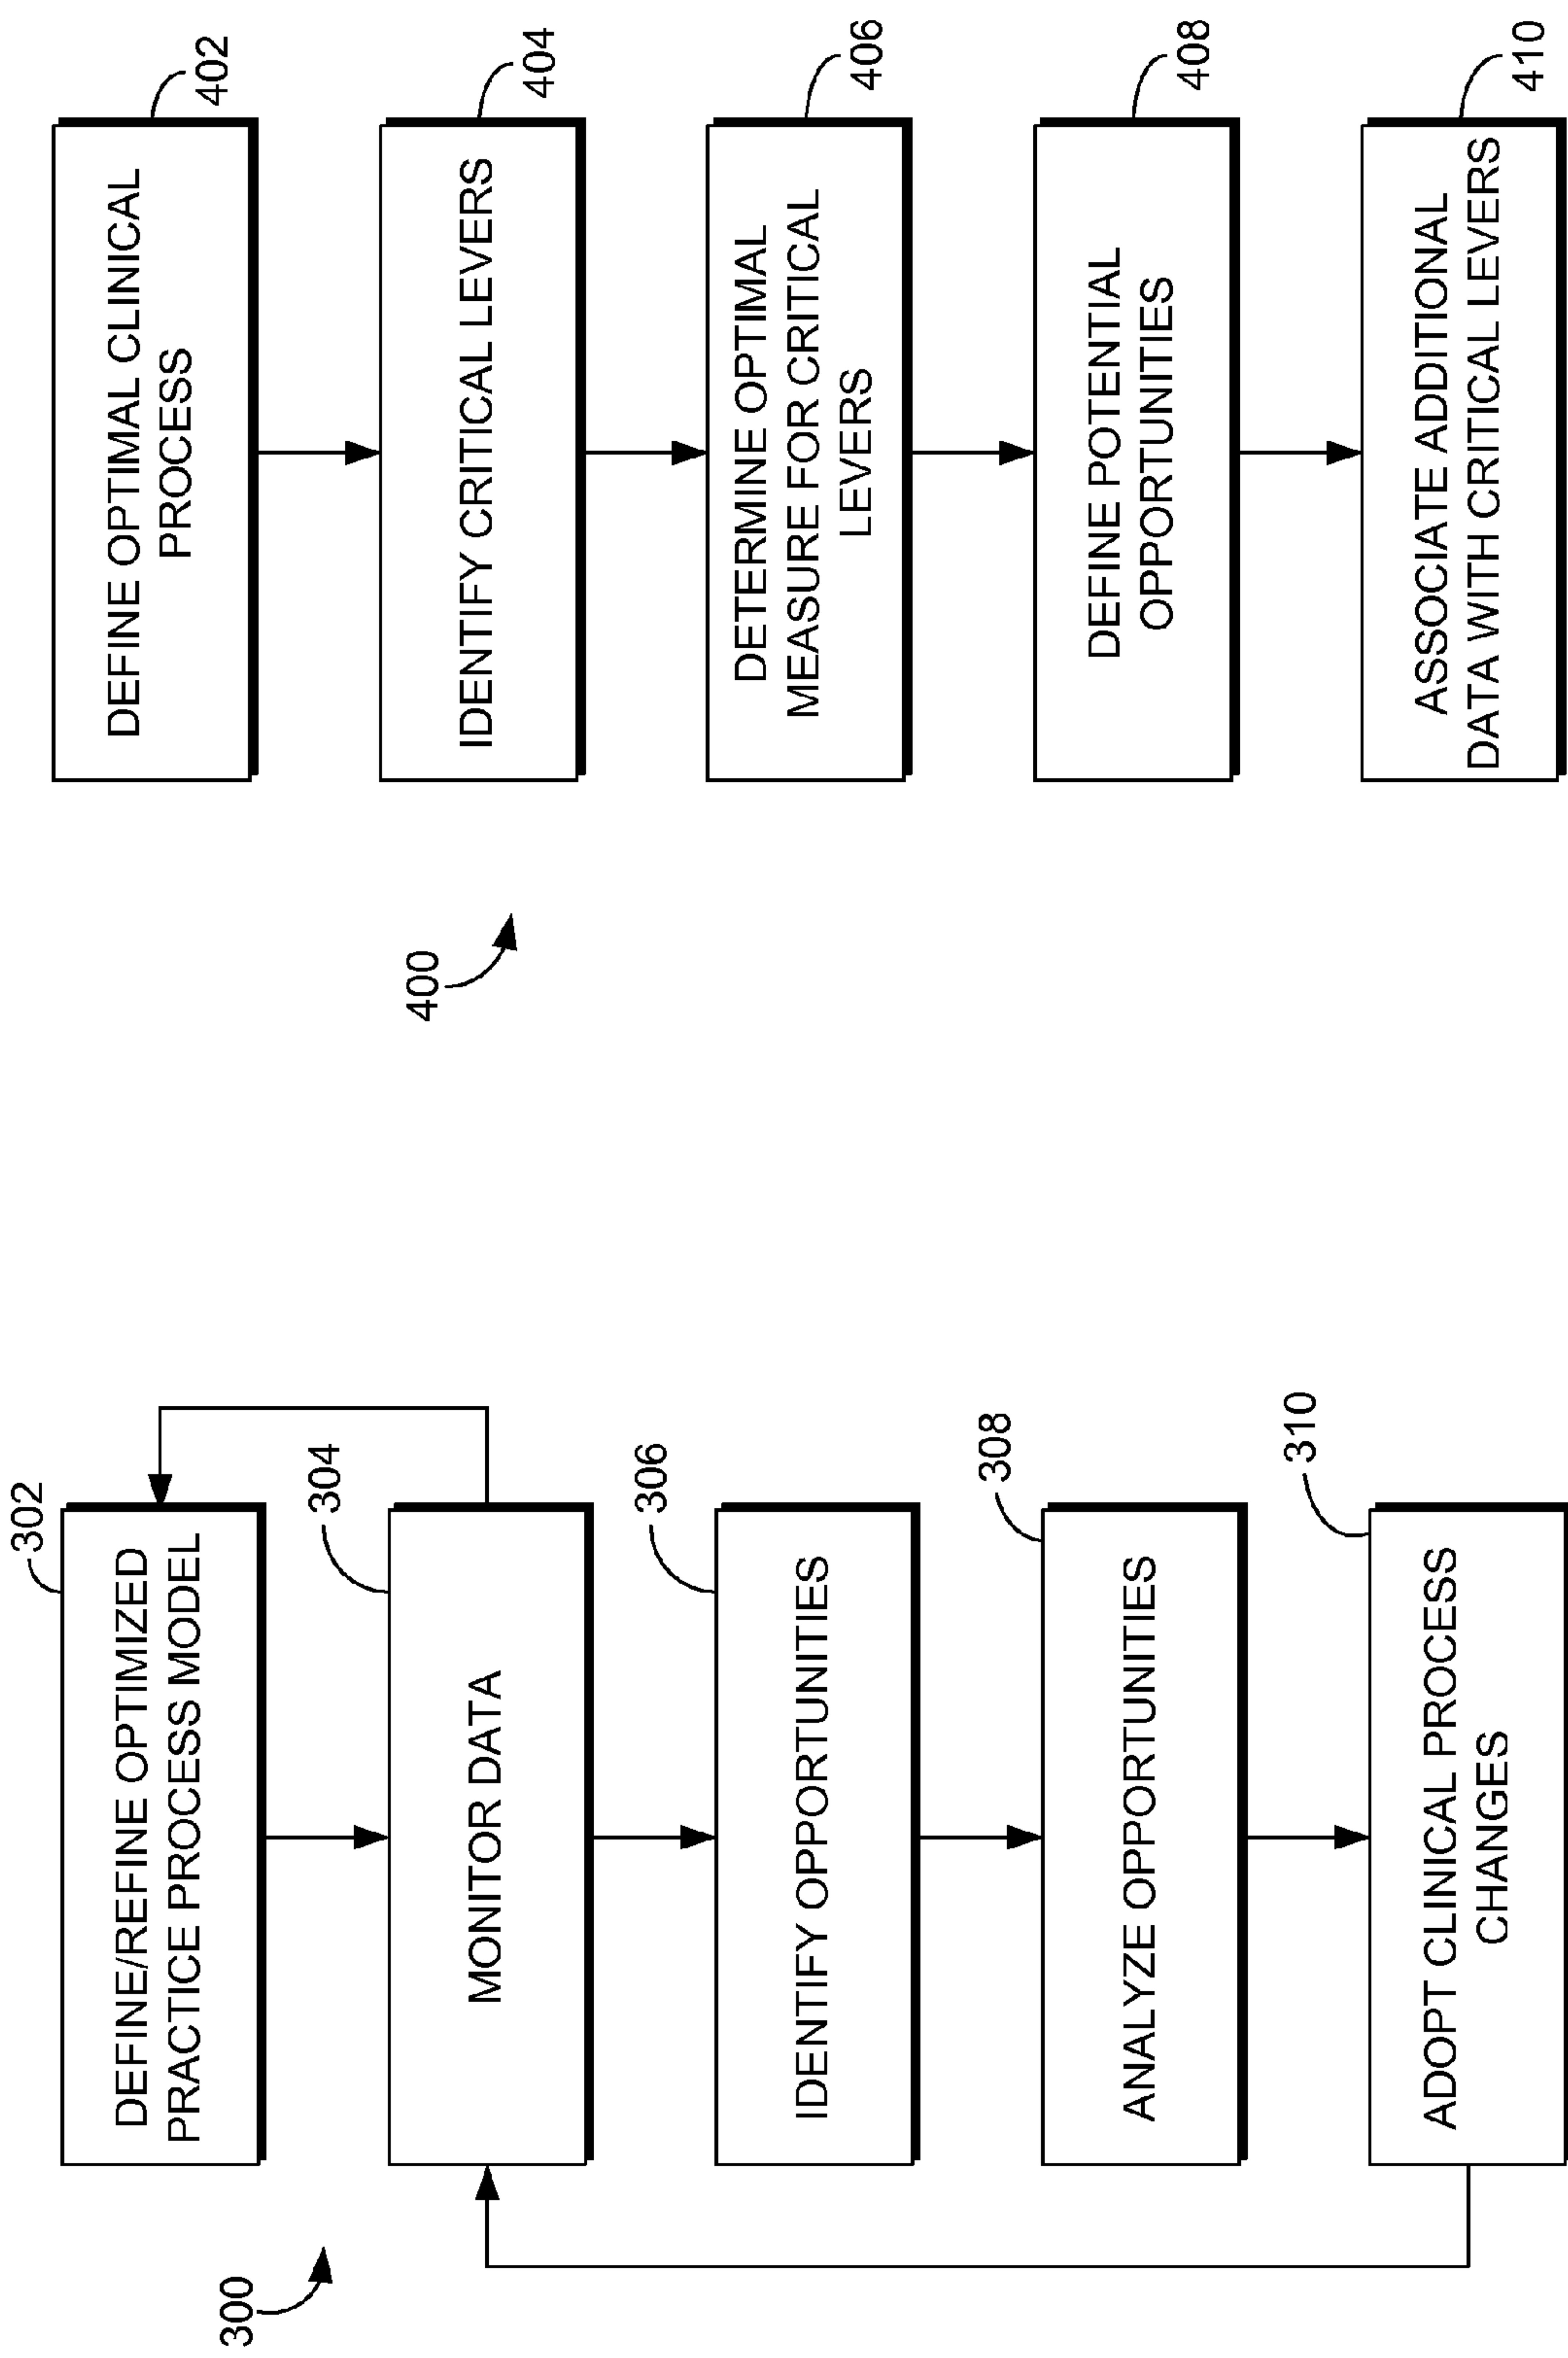 300
302
DEFINE/REFINE OPTIMIZED
PRACTICE PROCESS MODEL
304
MONITOR DATA
306
IDENTIFY OPPORTUNITIES
308
ANALYZE OPPORTUNITIES
310
ADOPT CLINICAL PROCESS
CHANGES
400
402
DEFINE OPTIMAL CLINICAL
PROCESS
404
IDENTIFY CRITICAL LEVERS
406
DETERMINE OPTIMAL
MEASURE FOR CRITICAL
LEVERS
408
DEFINE POTENTIAL
OPPORTUNITIES
410
ASSOCIATE ADDITIONAL
DATA WITH CRITICAL LEVERS